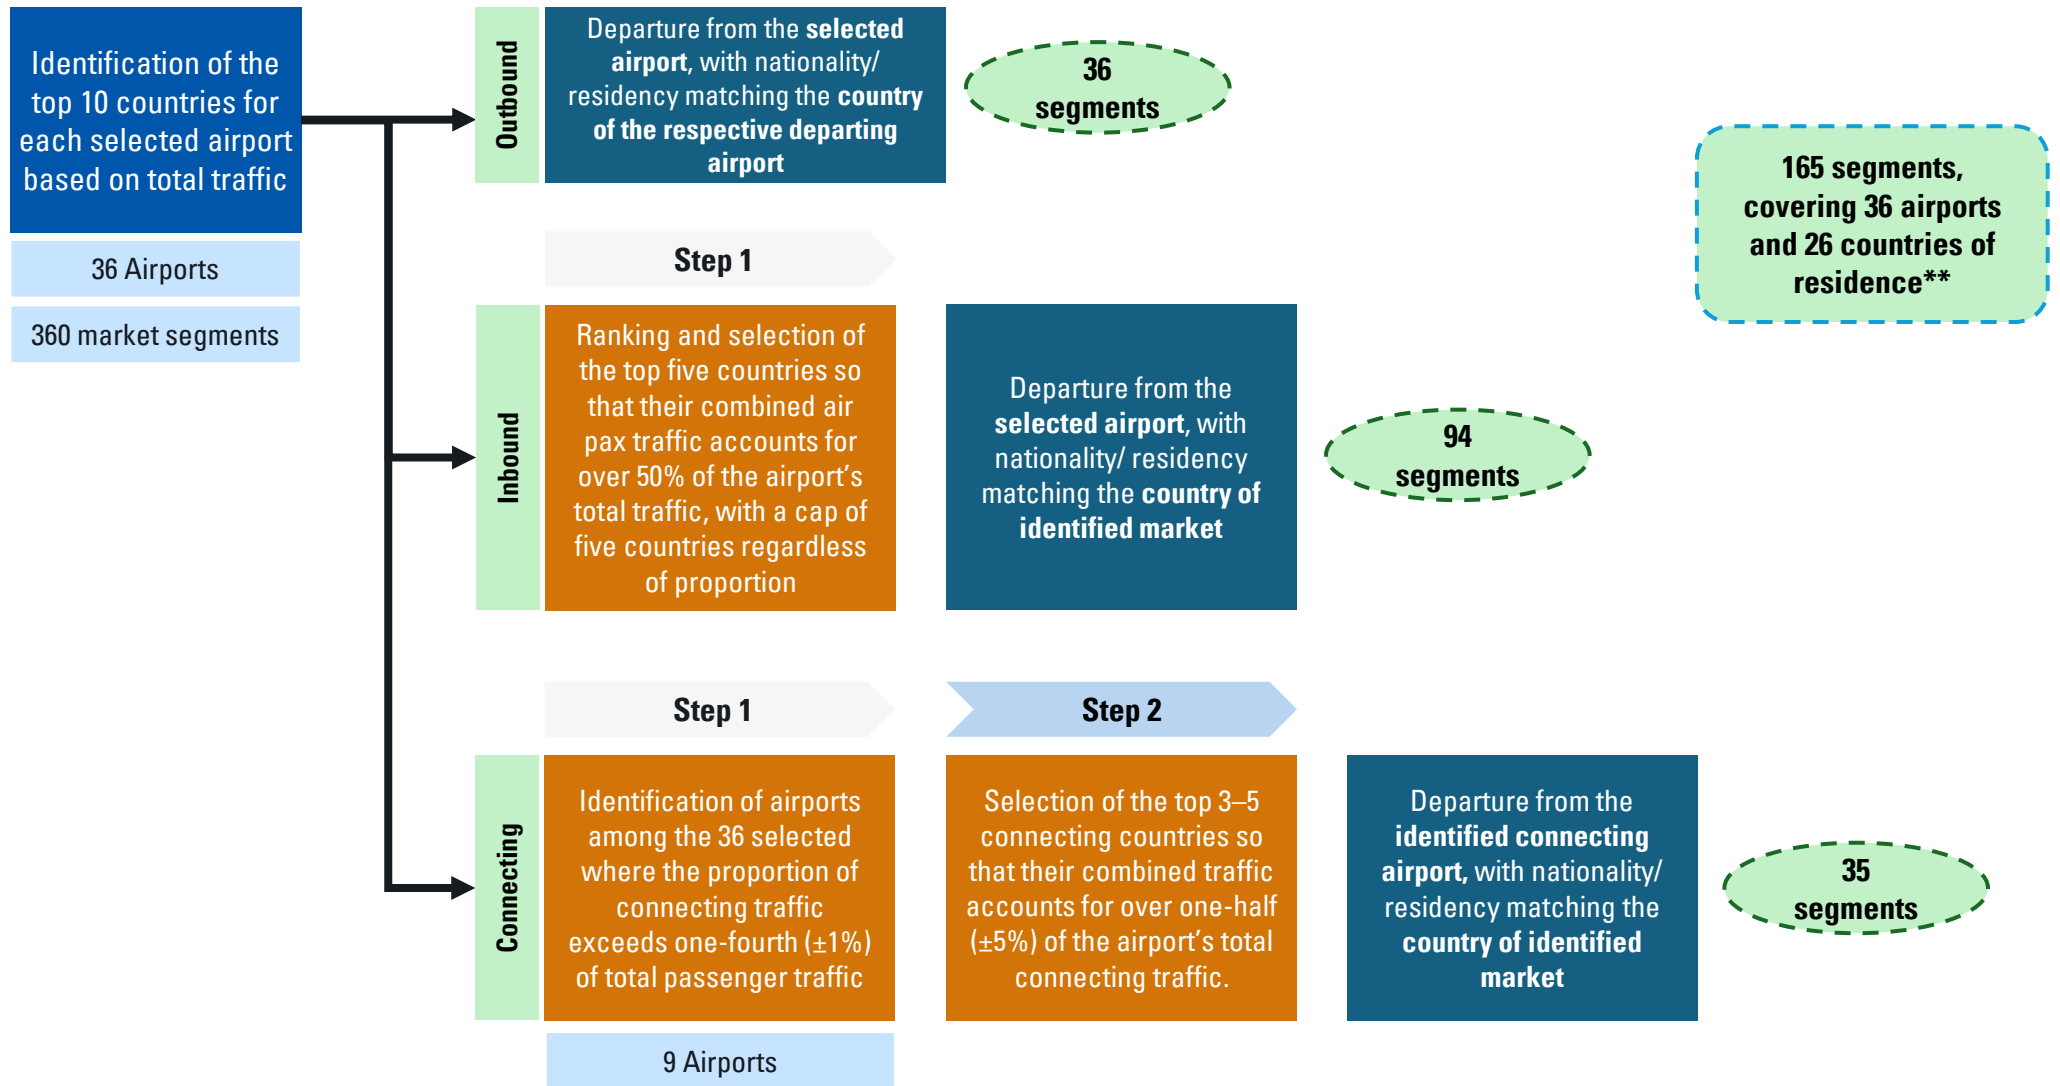 Identification of the
top 10 countries for
each selected airport
based on total traffic
36 Airports
360 market segments
Outbound
Departure from the selected
airport, with nationality/
residency matching the country
of the respective departing
airport
36
segments
165 segments,
covering 36 airports
and 26 countries of
residence**
Step 1
Inbound
Ranking and selection of
the top five countries so
that their combined air
pax traffic accounts for
over 50% of the airport’s
total traffic, with a cap of
five countries regardless
of proportion
Departure from the
selected airport, with
nationality/ residency
matching the country of
identified market
94
segments
Step 1
Step 2
Connecting
Identification of airports
among the 36 selected
where the proportion of
connecting traffic
exceeds one-fourth (±1%)
of total passenger traffic
9 Airports
Selection of the top 3–5
connecting countries so
that their combined traffic
accounts for over one-half
(±5%) of the airport’s total
connecting traffic.
Departure from the
identified connecting
airport, with nationality/
residency matching the
country of identified
market
35
segments